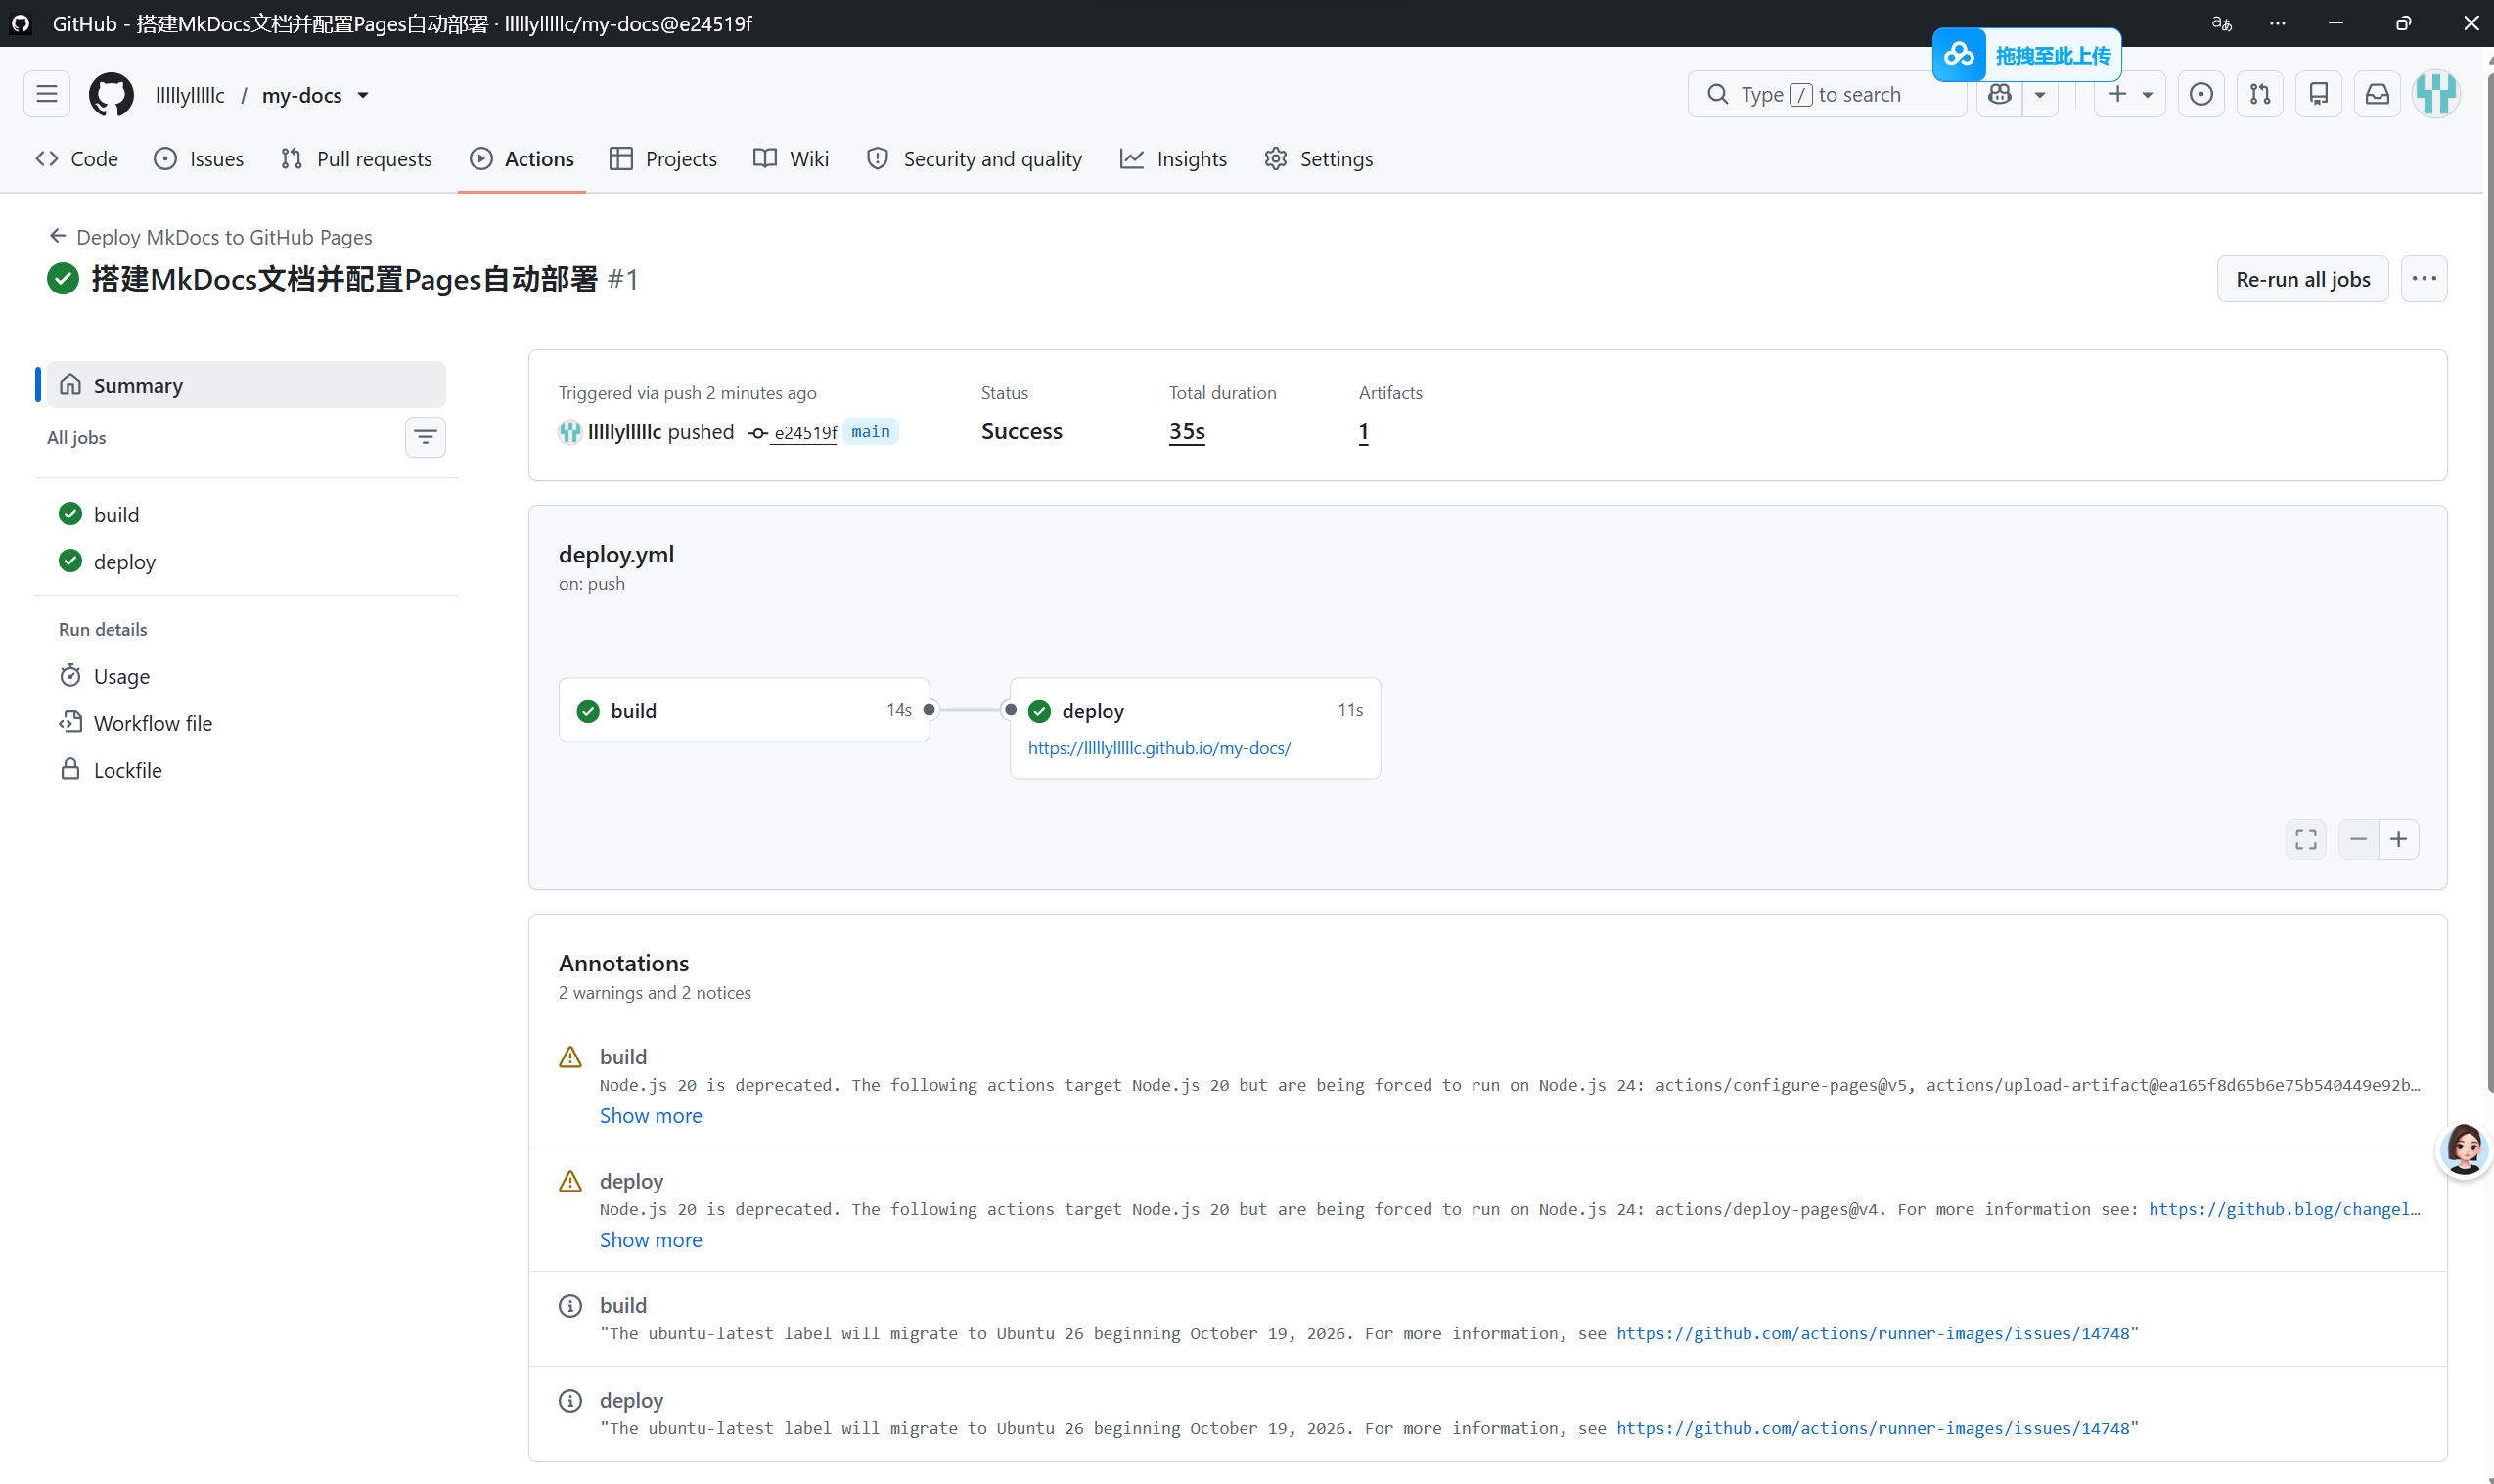 GitHub - 搭建MkDocs文档并配置Pages自动部署 · lllllylllllc/my-docs@e24519f
拖拽至此上传
lllllylllllc / my-docs
Type / to search
Code
Issues
Pull requests
Actions
Projects
Wiki
Security and quality
Insights
Settings
Deploy MkDocs to GitHub Pages
搭建MkDocs文档并配置Pages自动部署 #1
Re-run all jobs
Summary
All jobs
build
deploy
Run details
Usage
Workflow file
Lockfile
Triggered via push 2 minutes ago
lllllylllllc pushed e24519f main
Status
Success
Total duration
35s
Artifacts
1
deploy.yml
on: push
build 14s
deploy 11s
https://lllllylllllc.github.io/my-docs/
Annotations
2 warnings and 2 notices
build
Node.js 20 is deprecated. The following actions target Node.js 20 but are being forced to run on Node.js 24: actions/configure-pages@v5, actions/upload-artifact@ea165f8d65b6e75b540449e92b…
Show more
deploy
Node.js 20 is deprecated. The following actions target Node.js 20 but are being forced to run on Node.js 24: actions/deploy-pages@v4. For more information see: https://github.blog/changel…
Show more
build
"The ubuntu-latest label will migrate to Ubuntu 26 beginning October 19, 2026. For more information, see https://github.com/actions/runner-images/issues/14748"
deploy
"The ubuntu-latest label will migrate to Ubuntu 26 beginning October 19, 2026. For more information, see https://github.com/actions/runner-images/issues/14748"